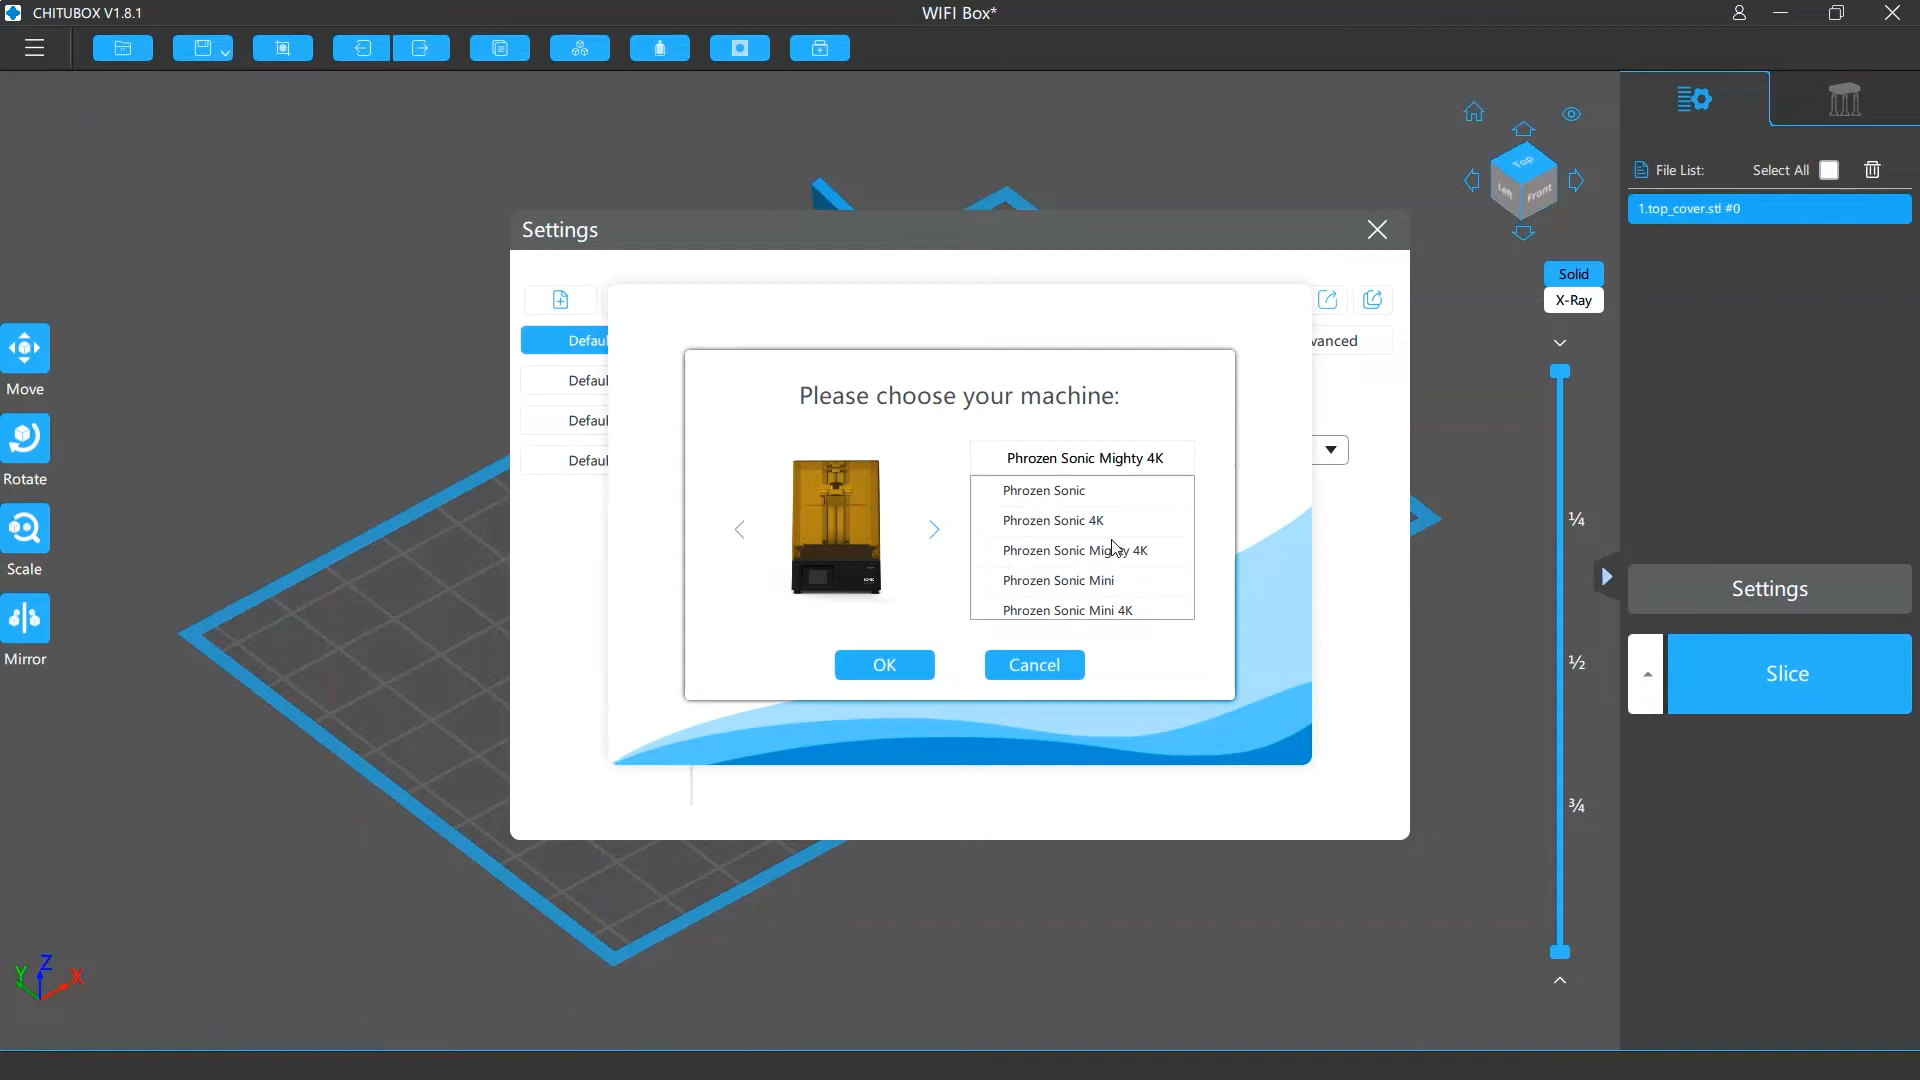 CHITUBOX V1.8.1
WIFI Box*
File List:
Select All
1.top_cover.stl #0
Top
Left
Front
Solid
X-Ray
Settings
Defaul
Defaul
Defaul
Defaul
vanced
Please choose your machine:
Phrozen Sonic Mighty 4K
Phrozen Sonic
Phrozen Sonic 4K
Phrozen Sonic Mighty 4K
Phrozen Sonic Mini
Phrozen Sonic Mini 4K
OK
Cancel
Move
Rotate
Scale
Mirror
¼
½
¾
Settings
Slice
Z
Y
X